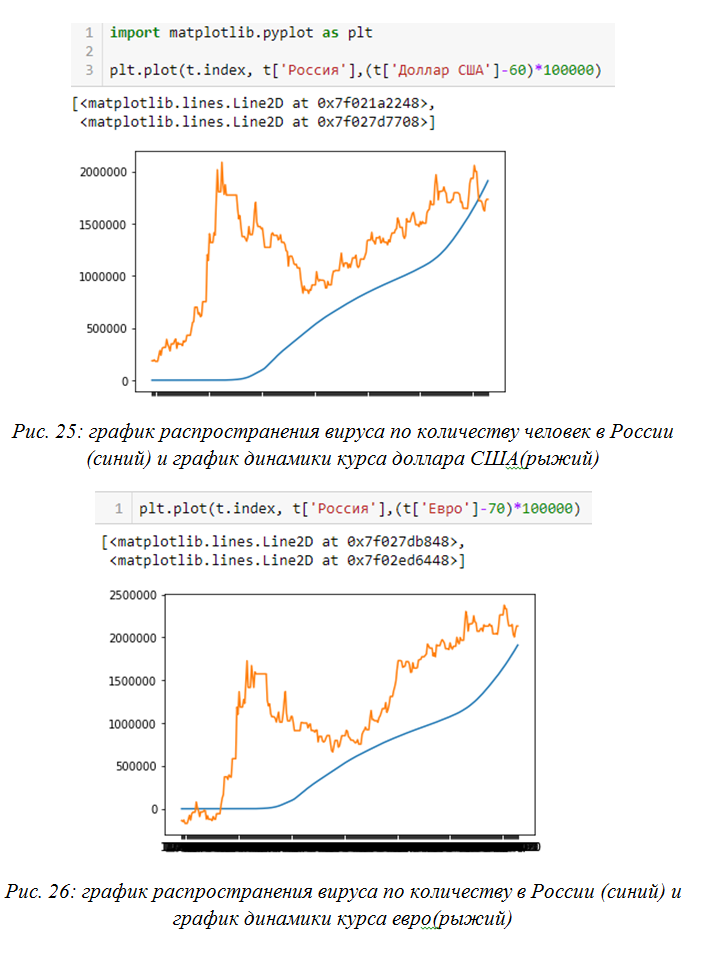 1 import matplotlib.pyplot as plt
2
3 plt.plot(t.index, t['Россия'],(t['Доллар США']-60)*100000)
[<matplotlib.lines.Line2D at 0x7f021a2248>,
<matplotlib.lines.Line2D at 0x7f027d7708>]
2000000
1500000
1000000
500000
0
Рис. 25: график распространения вируса по количеству человек в России
(синий) и график динамики курса доллара США(рыжий)
1 plt.plot(t.index, t['Россия'],(t['Евро']-70)*100000)
[<matplotlib.lines.Line2D at 0x7f027db848>,
<matplotlib.lines.Line2D at 0x7f02ed6448>]
2500000
2000000
1500000
1000000
500000
0
Рис. 26: график распространения вируса по количеству в России (синий) и
график динамики курса евро(рыжий)